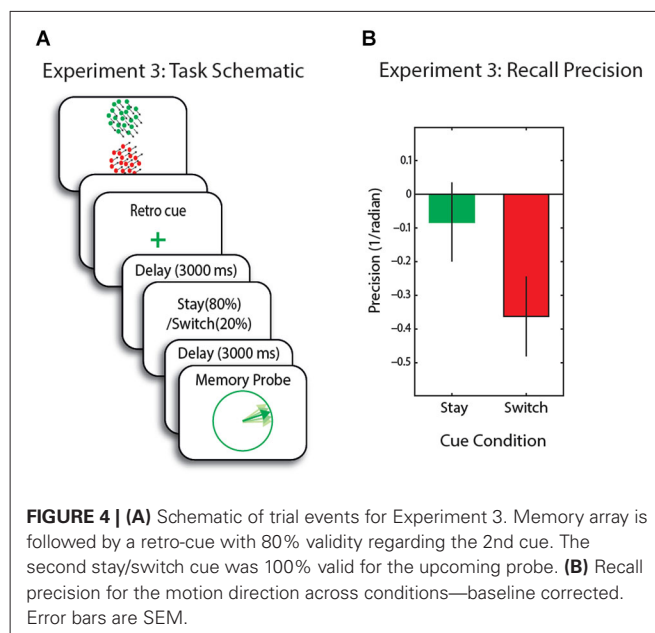 A
Experiment 3: Task Schematic
Retro cue
Delay (3000 ms)
Stay(80%)
/Switch(20%)
Delay (3000 ms)
Memory Probe
B
Experiment 3: Recall Precision
Precision (1/radian)
0.1
0
−0.1
−0.2
−0.3
−0.4
−0.5
Stay Switch
Cue Condition
FIGURE 4 | (A) Schematic of trial events for Experiment 3. Memory array is
followed by a retro-cue with 80% validity regarding the 2nd cue. The
second stay/switch cue was 100% valid for the upcoming probe. (B) Recall
precision for the motion direction across conditions—baseline corrected.
Error bars are SEM.